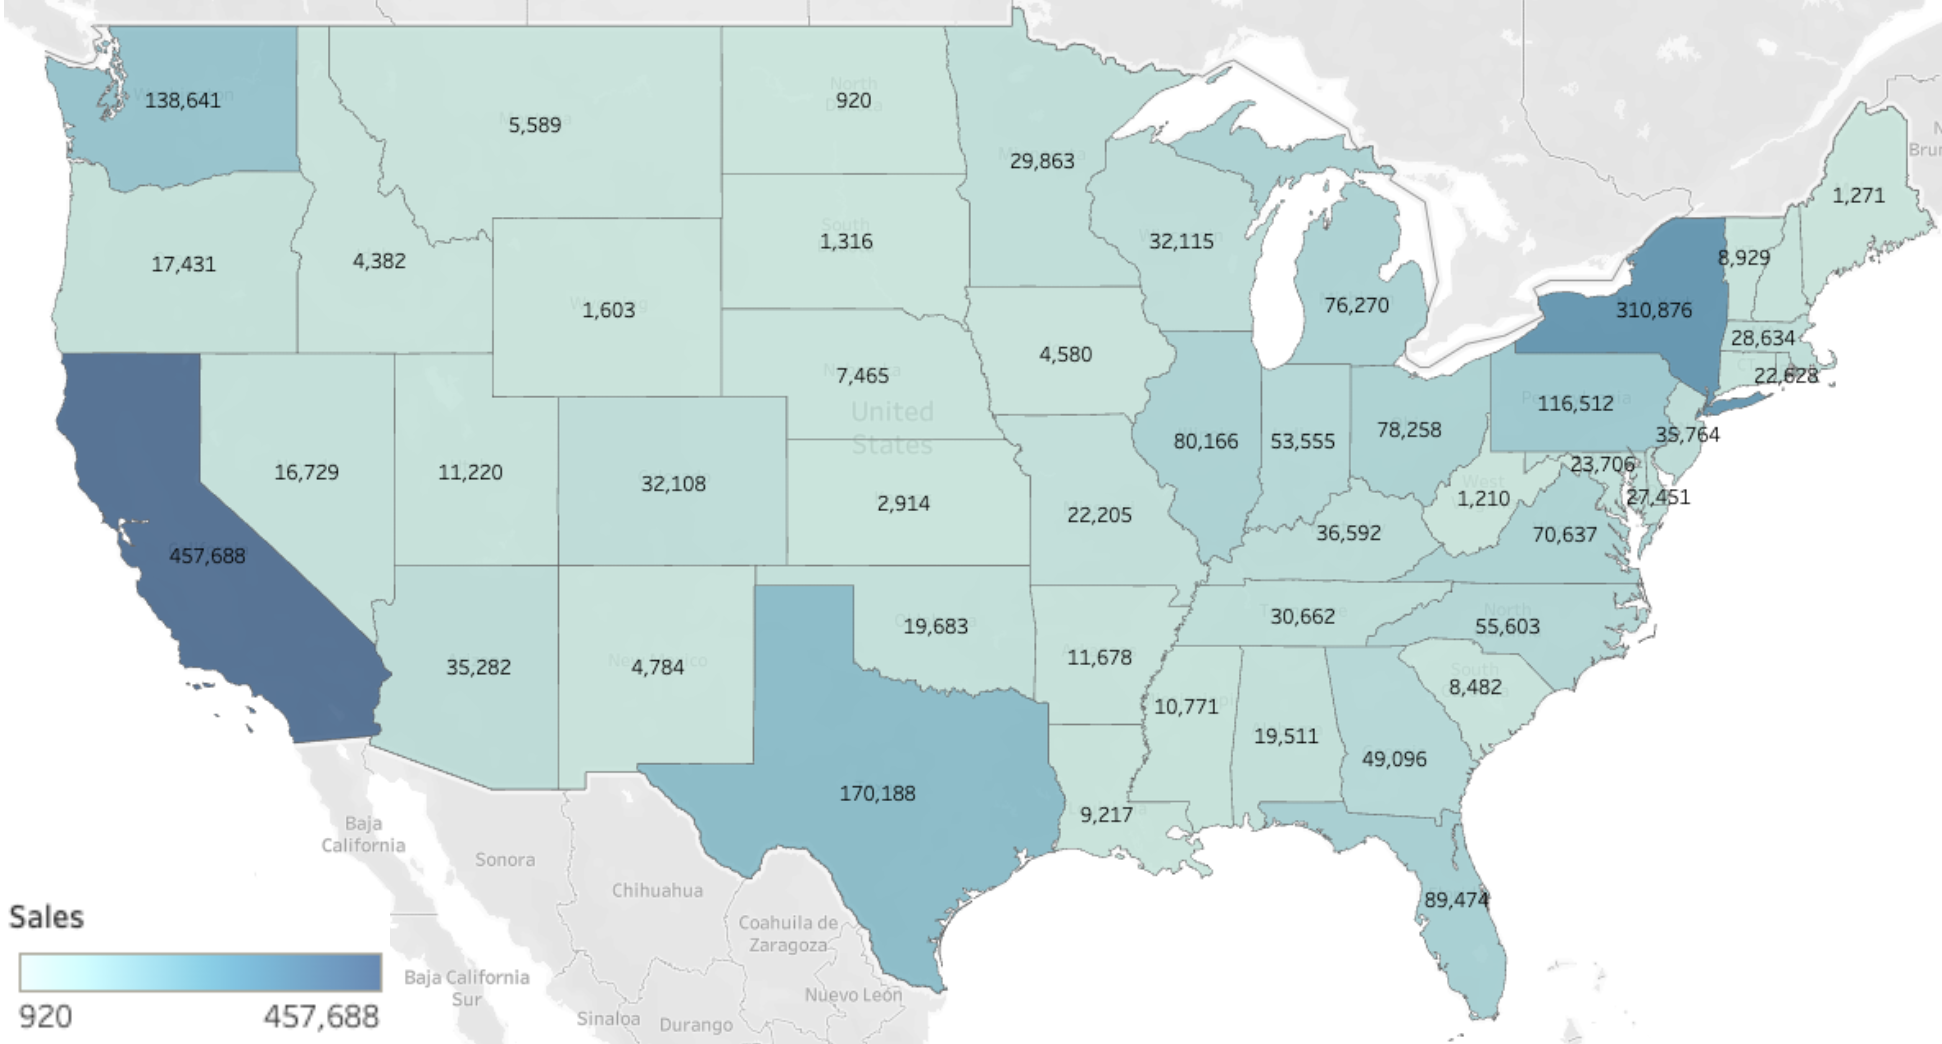 138,641
5,589
North
920
29,863
1,271
17,431
4,382
1,603
South
1,316
32,115
76,270
8,929
310,876
28,634
22,628
4,580
7,465
United
States
116,512
35,764
16,729
11,220
32,108
2,914
80,166
53,555
78,258
23,706
27,451
West
1,210
22,205
36,592
70,637
457,688
35,282
4,784
19,683
11,678
30,662
North
55,603
South
8,482
10,771
19,511
49,096
170,188
9,217
89,474
Baja
California
Sonora
Chihuahua
Coahuila de
Zaragoza
Baja California
Sur
Nuevo León
Sinaloa
Durango
Sales
920
457,688